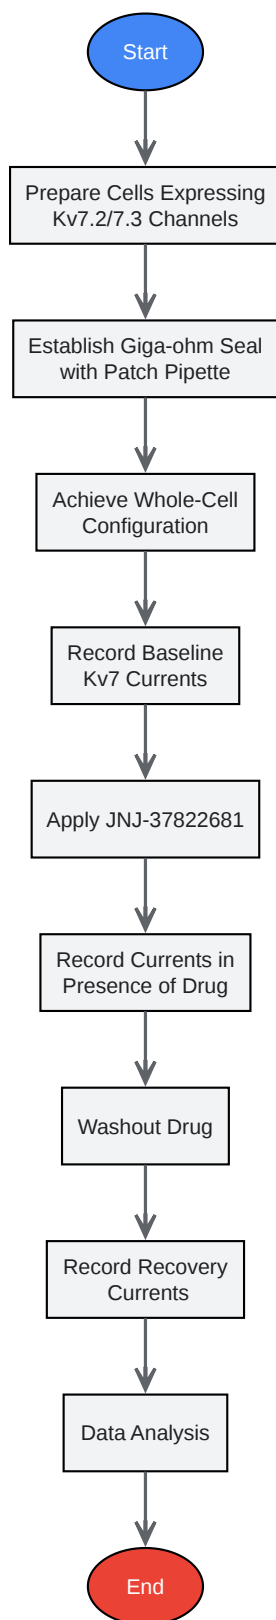 Start
Prepare Cells Expressing
Kv7.2/7.3 Channels
Establish Giga-ohm Seal
with Patch Pipette
Achieve Whole-Cell
Configuration
Record Baseline
Kv7 Currents
Apply JNJ-37822681
Record Currents in
Presence of Drug
Washout Drug
Record Recovery
Currents
Data Analysis
End